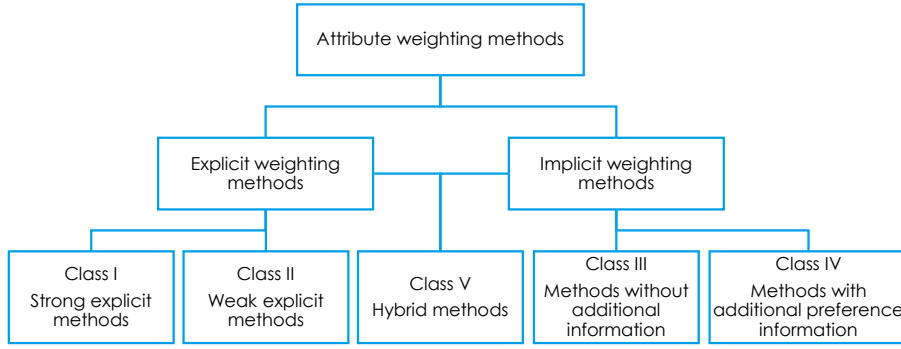 Attribute weighting methods
Explicit weighting
methods
Implicit weighting
methods
Class I
Strong explicit
methods
Class II
Weak explicit
methods
Class V
Hybrid methods
Class III
Methods without
additional
information
Class IV
Methods with
additional preference
information